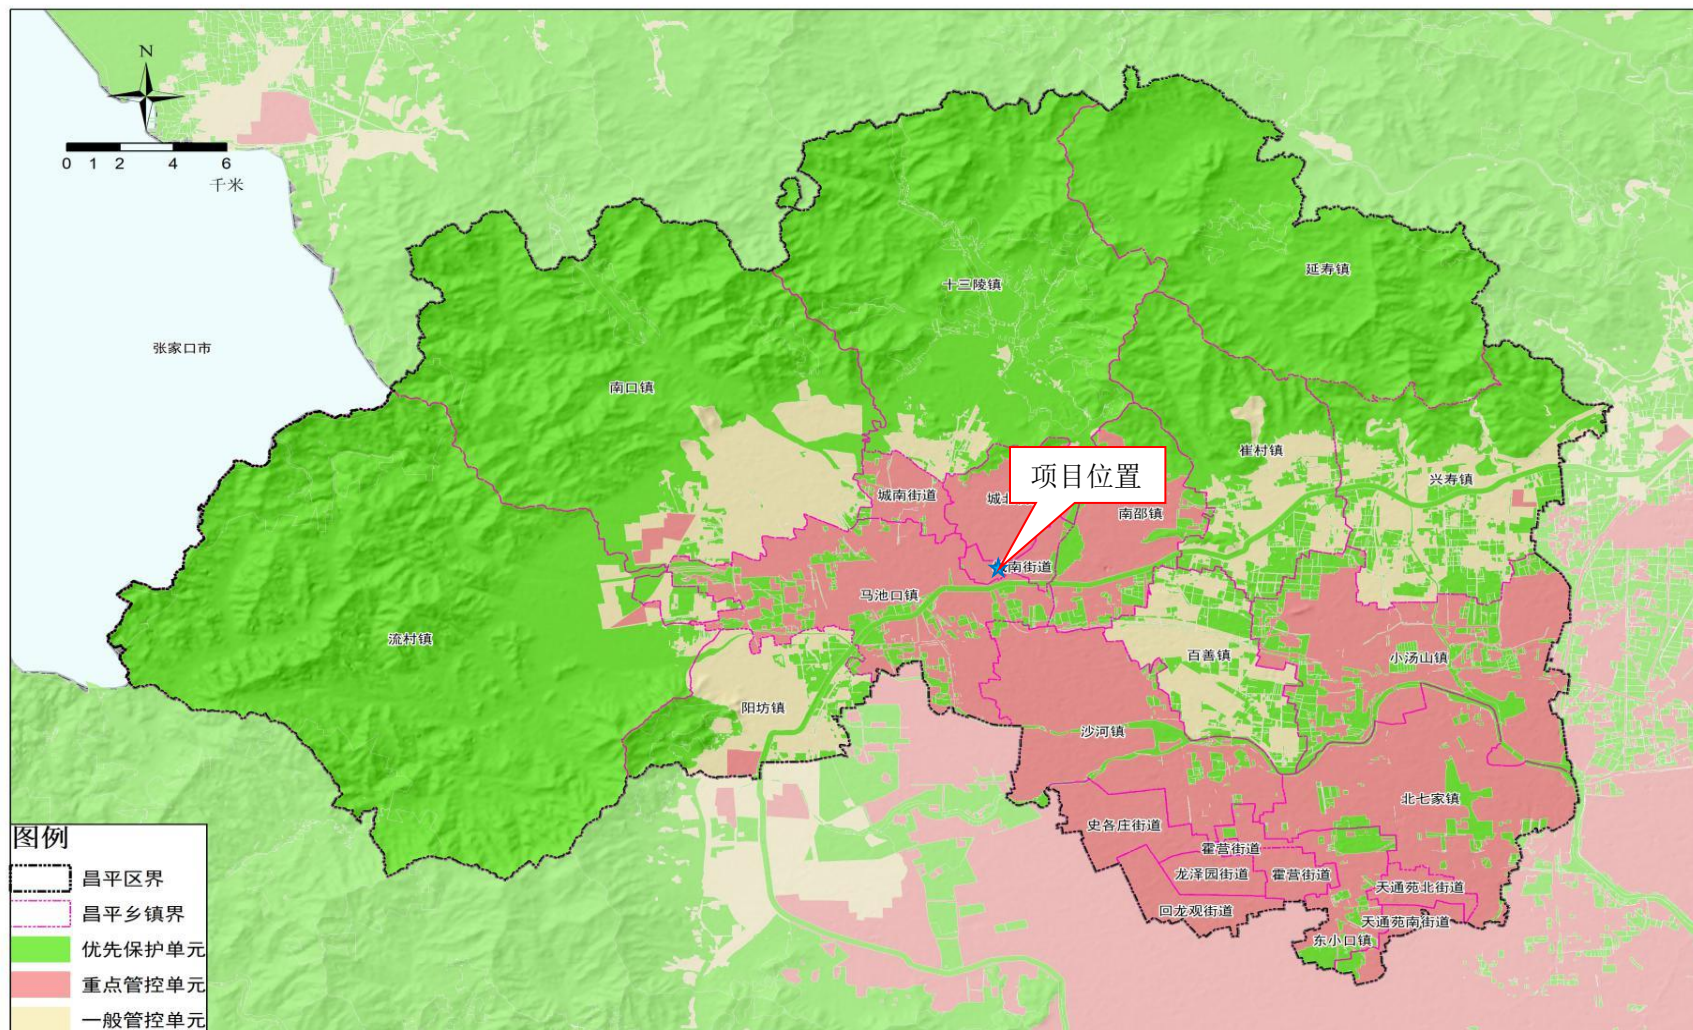 N
0 1 2 4 6
千米
张家口市
延寿镇
十三陵镇
南口镇
崔村镇
兴寿镇
项目位置
城南街道
城北
南邵镇
南街道
马池口镇
流村镇
百善镇
小汤山镇
阳坊镇
沙河镇
北七家镇
史各庄街道
霍营街道
龙泽园街道
霍营街道
天通苑北街道
回龙观街道
天通苑南街道
东小口镇
图例
昌平区界
昌平乡镇界
优先保护单元
重点管控单元
一般管控单元